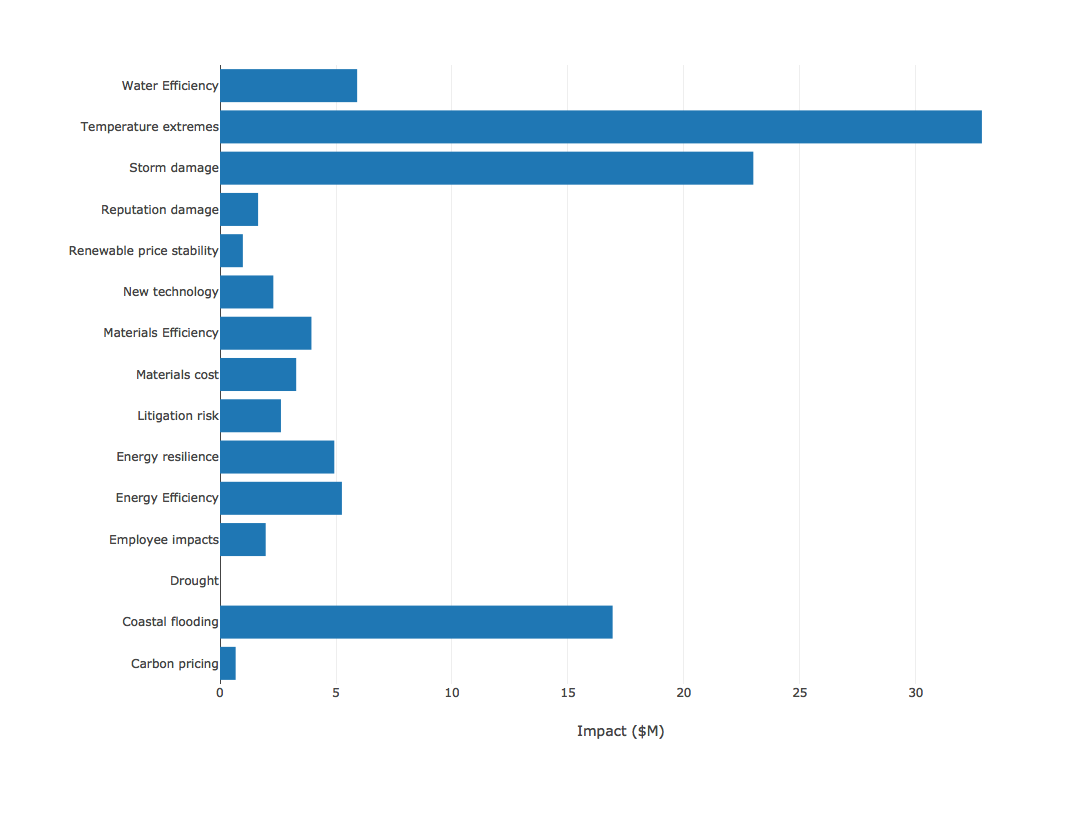 Water Efficiency
Temperature extremes
Storm damage
Reputation damage
Renewable price stability
New technology
Materials Efficiency
Materials cost
Litigation risk
Energy resilience
Energy Efficiency
Employee impacts
Drought
Coastal flooding
Carbon pricing
0 5 10 15 20 25 30
Impact ($M)